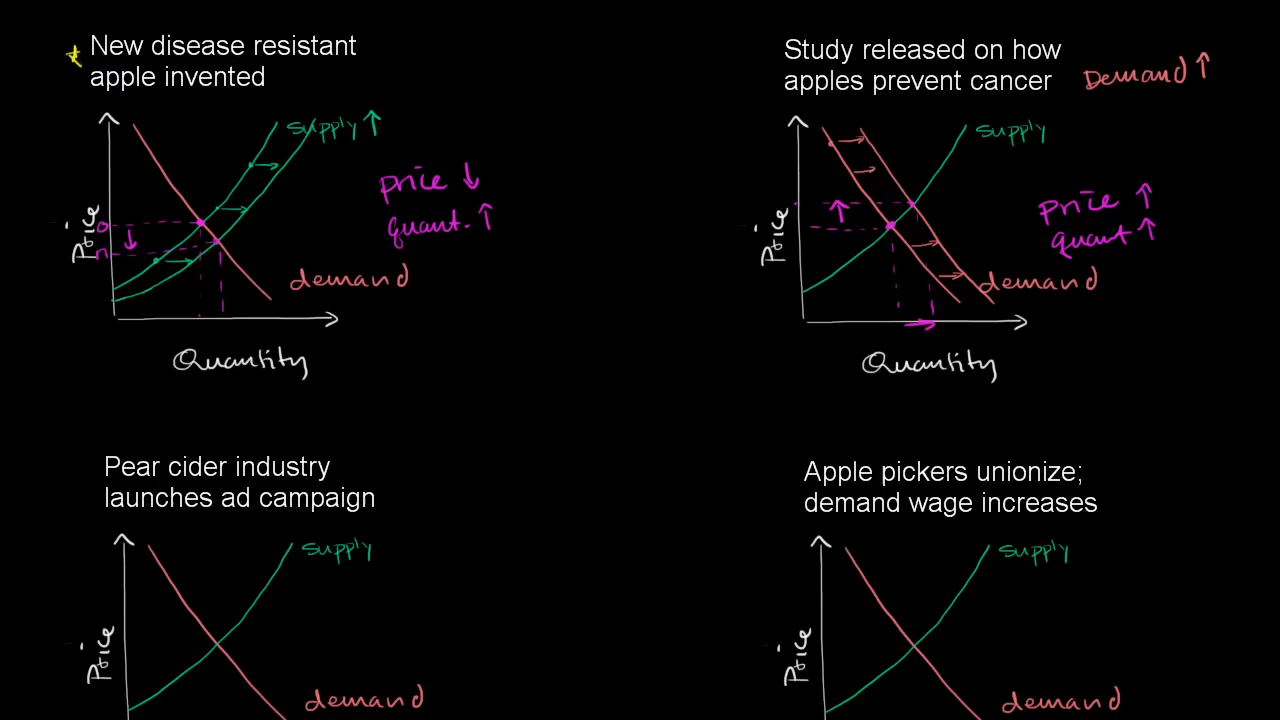 New disease resistant
apple invented
supply ↑
Price ↓
quant. ↑
Price
o
n
demand
Quantity
Study released on how
apples prevent cancer
Demand ↑
supply
Price ↑
quant ↑
Price
demand
Quantity
Pear cider industry
launches ad campaign
supply
Price
demand
Apple pickers unionize;
demand wage increases
supply
Price
demand